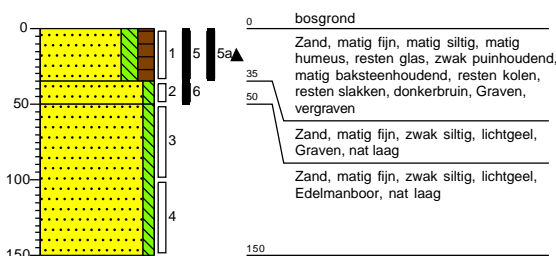 0
50
100
150
1
5
5a
2
6
3
4
0
bosgrond
Zand, matig fijn, matig siltig, matig
humeus, resten glas, zwak puinhoudend,
matig baksteenhoudend, resten kolen,
resten slakken, donkerbruin, Graven,
vergraven
35
Zand, matig fijn, zwak siltig, lichtgeel,
Graven, nat laag
50
Zand, matig fijn, zwak siltig, lichtgeel,
Edelmanboor, nat laag
150